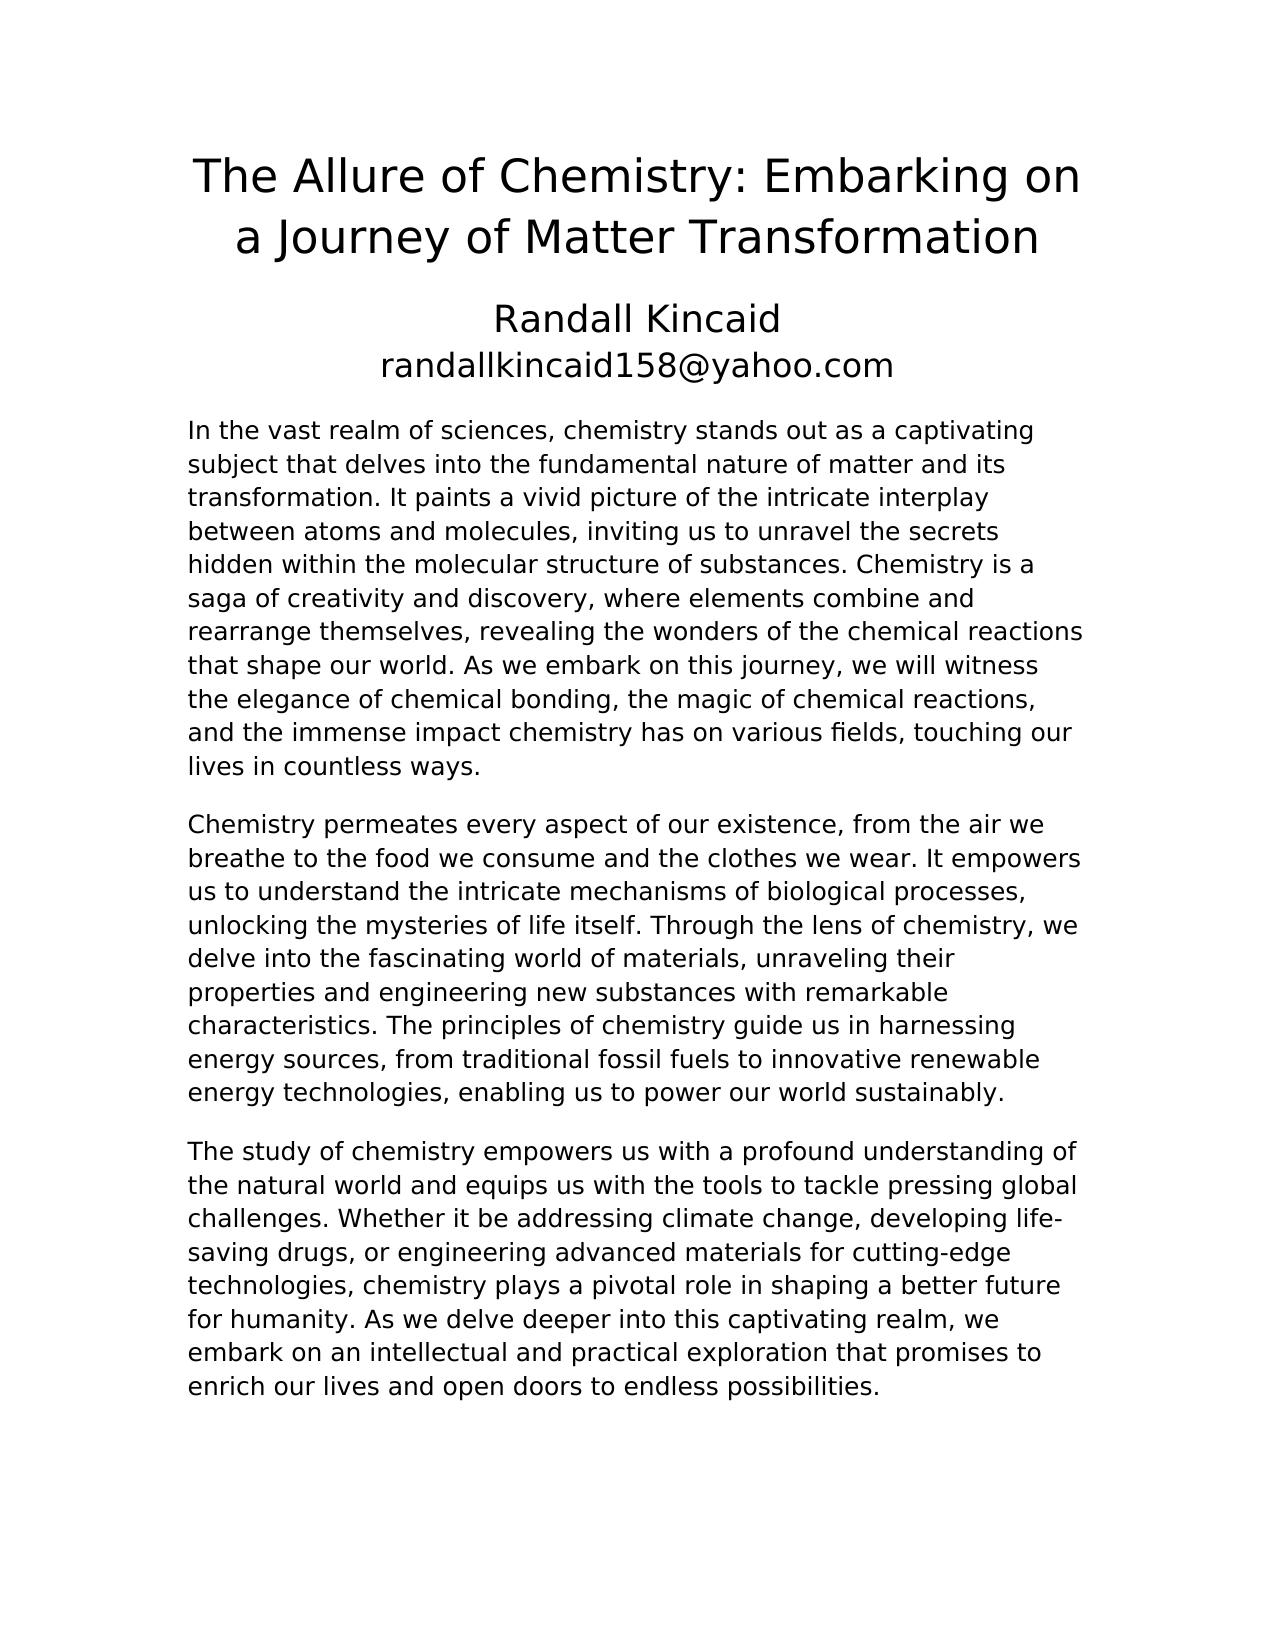 The Allure of Chemistry: Embarking on
a Journey of Matter Transformation
Randall Kincaid
randallkincaid158@yahoo.com
In the vast realm of sciences, chemistry stands out as a captivating
subject that delves into the fundamental nature of matter and its
transformation. It paints a vivid picture of the intricate interplay
between atoms and molecules, inviting us to unravel the secrets
hidden within the molecular structure of substances. Chemistry is a
saga of creativity and discovery, where elements combine and
rearrange themselves, revealing the wonders of the chemical reactions
that shape our world. As we embark on this journey, we will witness
the elegance of chemical bonding, the magic of chemical reactions,
and the immense impact chemistry has on various fields, touching our
lives in countless ways.
Chemistry permeates every aspect of our existence, from the air we
breathe to the food we consume and the clothes we wear. It empowers
us to understand the intricate mechanisms of biological processes,
unlocking the mysteries of life itself. Through the lens of chemistry, we
delve into the fascinating world of materials, unraveling their
properties and engineering new substances with remarkable
characteristics. The principles of chemistry guide us in harnessing
energy sources, from traditional fossil fuels to innovative renewable
energy technologies, enabling us to power our world sustainably.
The study of chemistry empowers us with a profound understanding of
the natural world and equips us with the tools to tackle pressing global
challenges. Whether it be addressing climate change, developing life-
saving drugs, or engineering advanced materials for cutting-edge
technologies, chemistry plays a pivotal role in shaping a better future
for humanity. As we delve deeper into this captivating realm, we
embark on an intellectual and practical exploration that promises to
enrich our lives and open doors to endless possibilities.